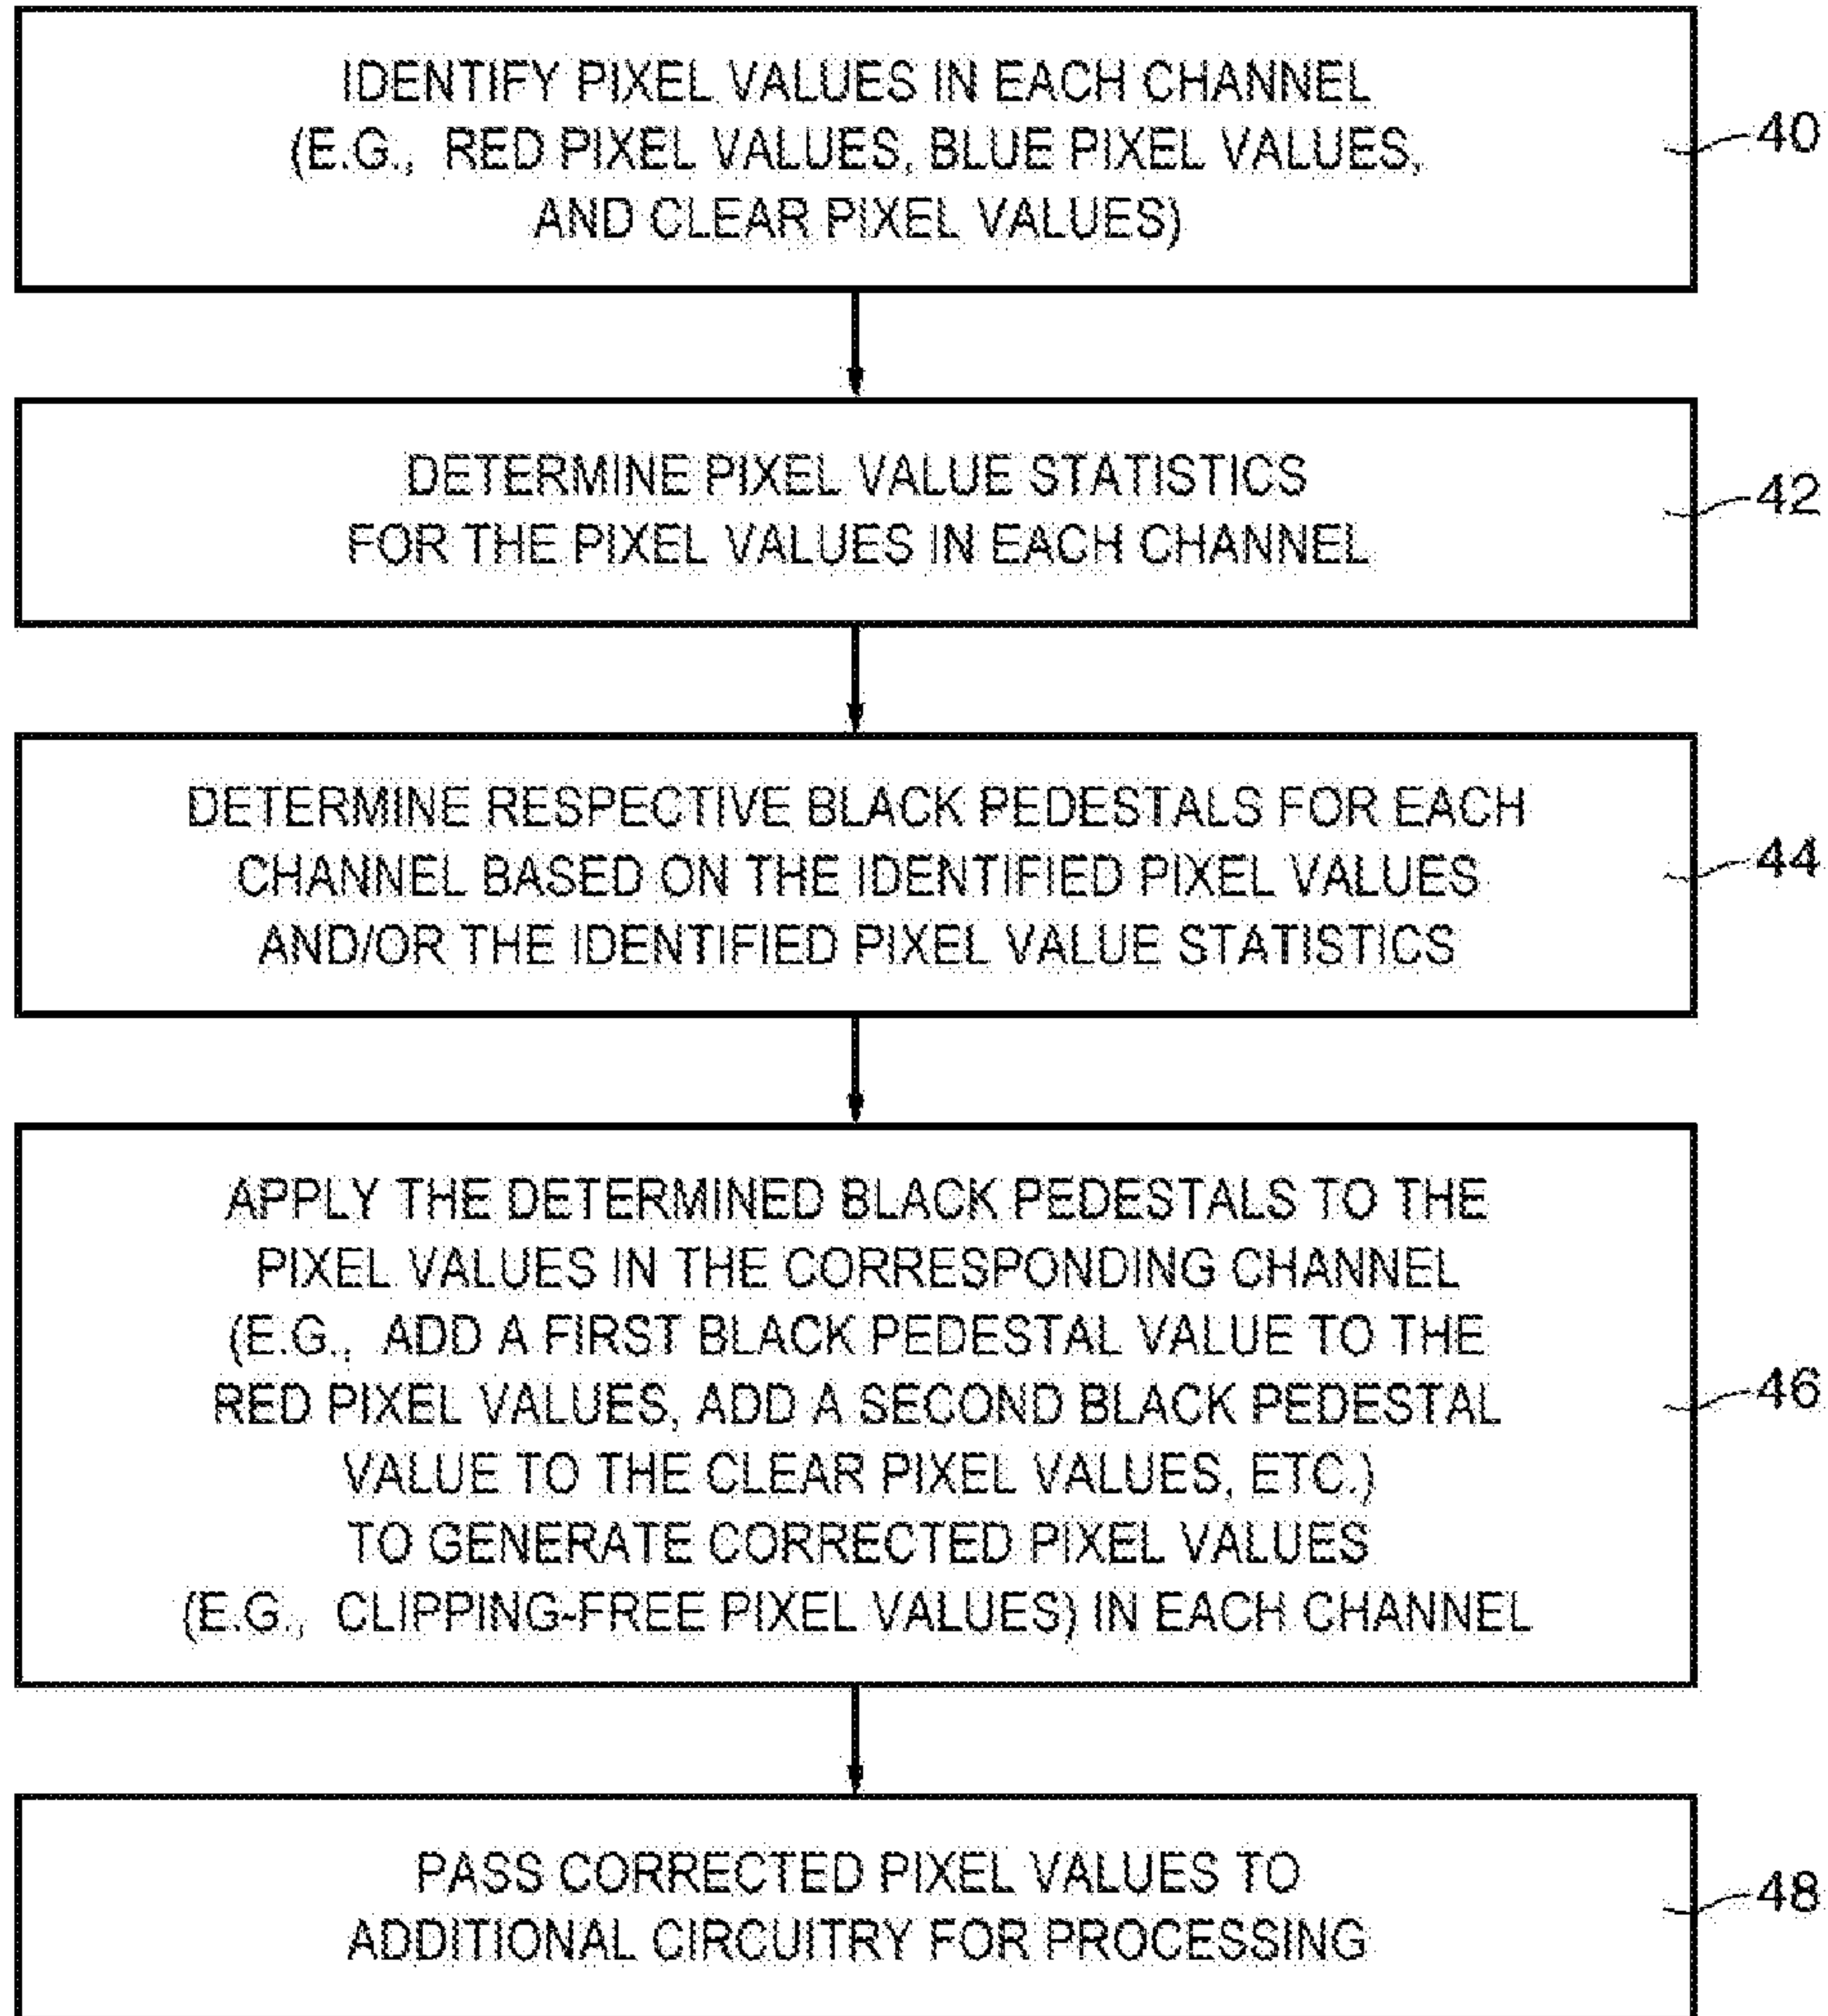 IDENTIFY PIXEL VALUES IN EACH CHANNEL
(E.G., RED PIXEL VALUES, BLUE PIXEL VALUES,
AND CLEAR PIXEL VALUES)
40
DETERMINE PIXEL VALUE STATISTICS
FOR THE PIXEL VALUES IN EACH CHANNEL
42
DETERMINE RESPECTIVE BLACK PEDESTALS FOR EACH
CHANNEL BASED ON THE IDENTIFIED PIXEL VALUES
AND/OR THE IDENTIFIED PIXEL VALUE STATISTICS
44
APPLY THE DETERMINED BLACK PEDESTALS TO THE
PIXEL VALUES IN THE CORRESPONDING CHANNEL
(E.G., ADD A FIRST BLACK PEDESTAL VALUE TO THE
RED PIXEL VALUES, ADD A SECOND BLACK PEDESTAL
VALUE TO THE CLEAR PIXEL VALUES, ETC.)
TO GENERATE CORRECTED PIXEL VALUES
(E.G., CLIPPING-FREE PIXEL VALUES) IN EACH CHANNEL
46
PASS CORRECTED PIXEL VALUES TO
ADDITIONAL CIRCUITRY FOR PROCESSING
48